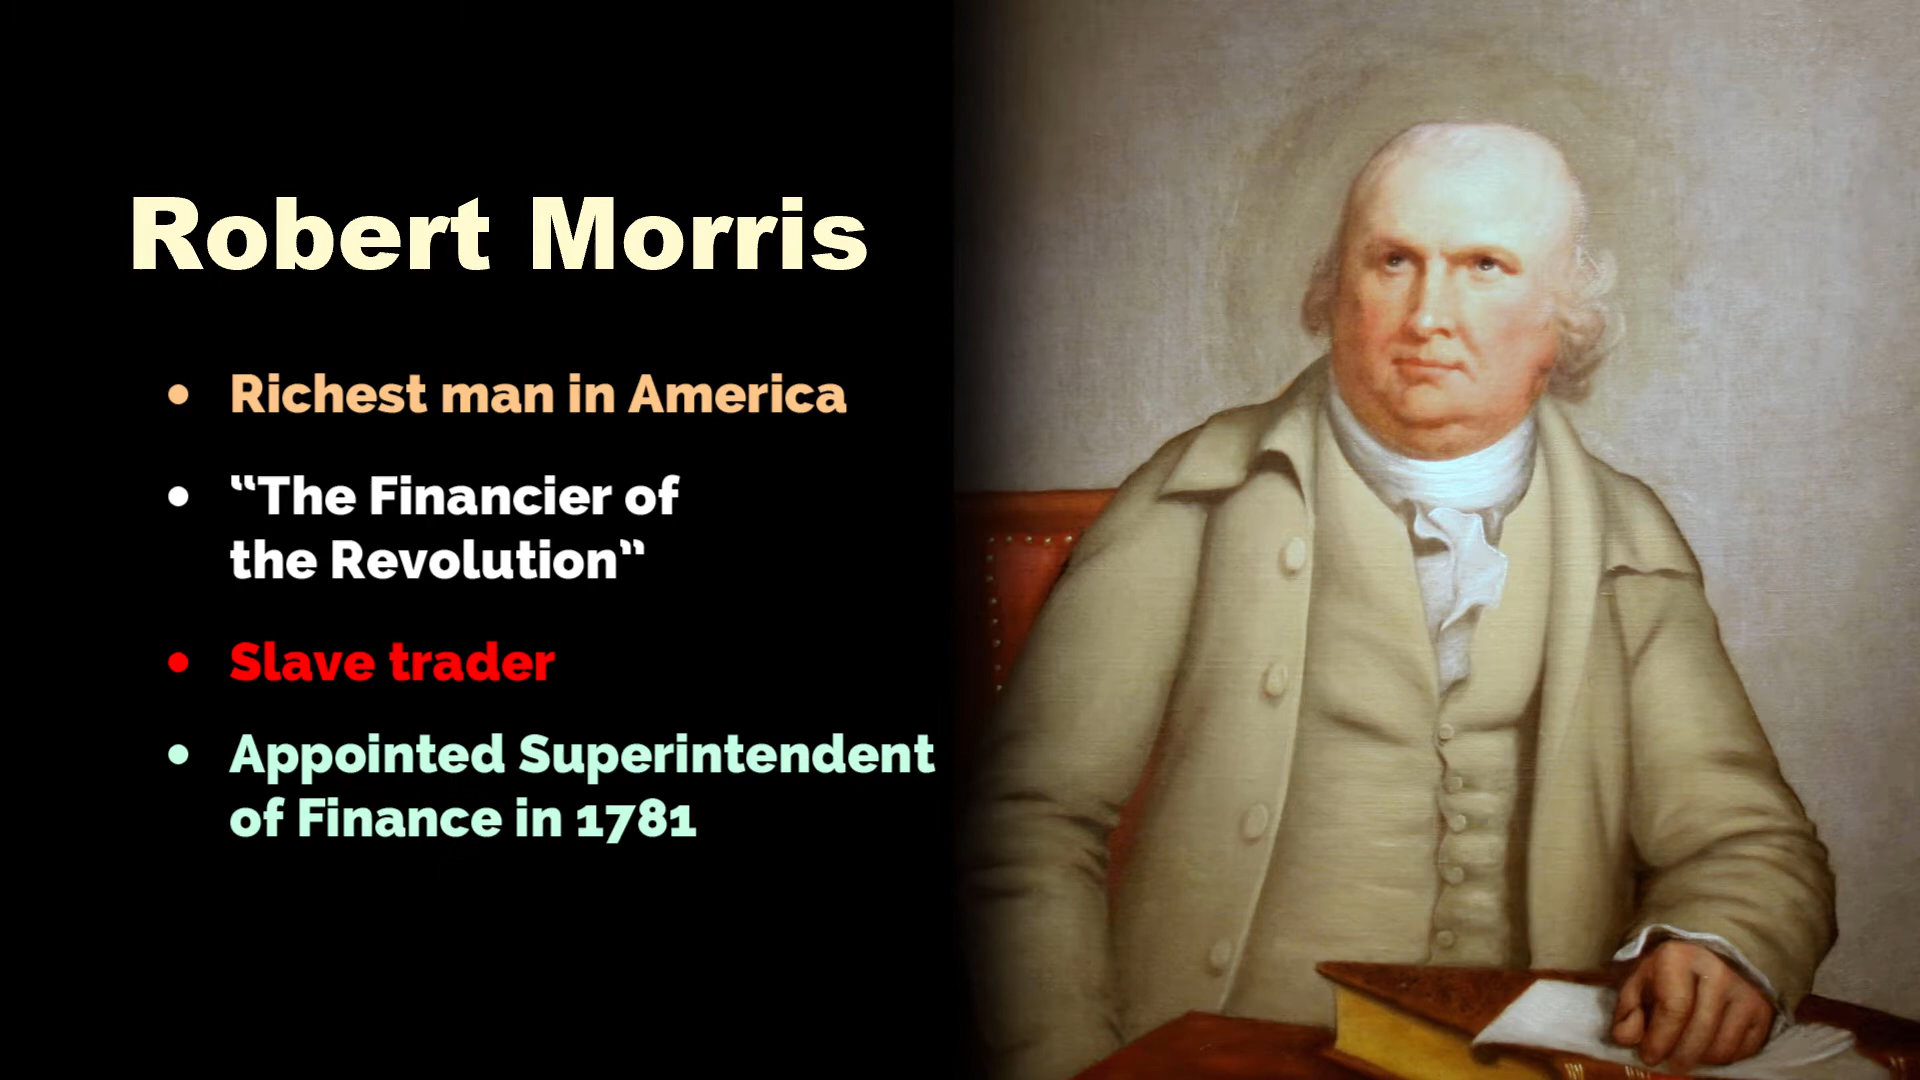 Robert Morris
• Richest man in America
• “The Financier of
the Revolution“
• Slave trader
• Appointed Superintendent
of Finance in 1781